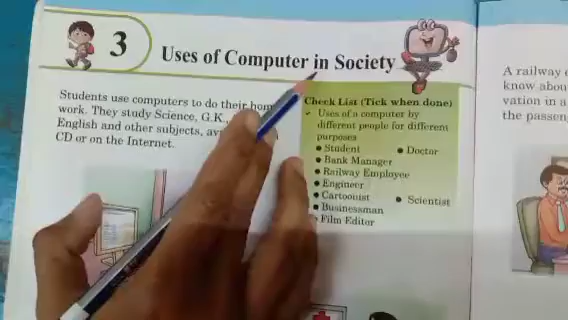 3
Uses of Computer in Society
Students use computers to do their
work. They study Science, G.K.,
English and other subjects,
CD or on the Internet.
Check List (Tick when done)
✓ Uses of a computer by
different people for different
purposes
• Student
• Doctor
• Bank Manager
• Railway Employee
• Engineer
• Cartoonist
• Scientist
• Businessman
• Film Editor
A railway
know abou
vation in a
the passen